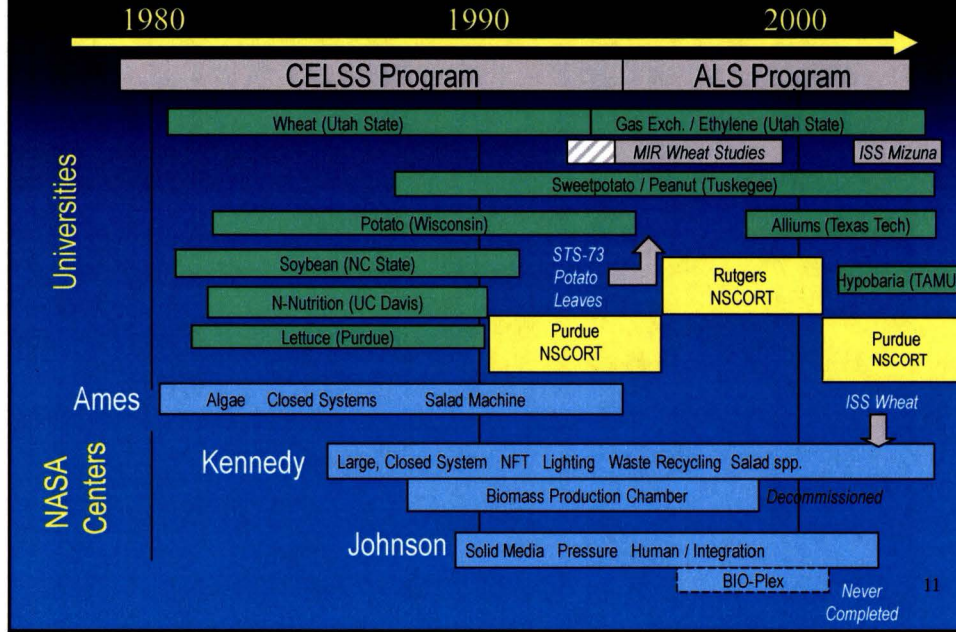 1980 1990 2000
CELSS Program ALS Program
Universities
Wheat (Utah State) Gas Exch. / Ethylene (Utah State)
MIR Wheat Studies ISS Mizuna
Sweetpotato / Peanut (Tuskegee)
Potato (Wisconsin) Alliums (Texas Tech)
Soybean (NC State)
STS-73
Potato
Leaves
Rutgers
NSCORT
Hypobaria (TAMU
N-Nutrition (UC Davis)
Lettuce (Purdue)
Purdue
NSCORT
Purdue
NSCORT
Ames
Algae Closed Systems Salad Machine
ISS Wheat
NASA
Centers
Kennedy
Large, Closed System NFT Lighting Waste Recycling Salad spp.
Biomass Production Chamber Decommissioned
Johnson
Solid Media Pressure Human / Integration
BIO-Plex
Never
Completed
11